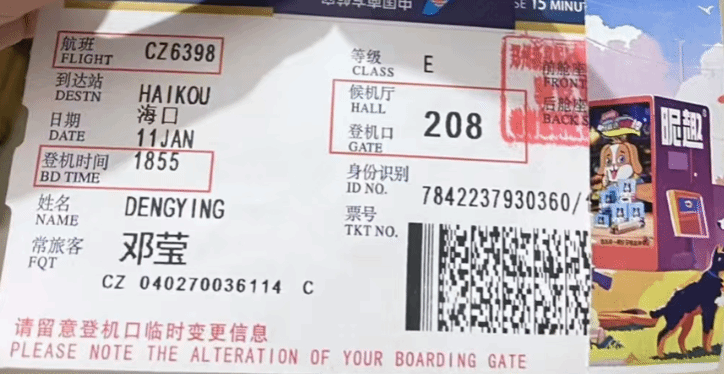 SE 15 MINUT
航班 FLIGHT CZ6398
等级 CLASS E
到达站 DESTN HAIKOU 海口
候机厅 HALL
日期 DATE 11JAN
登机口 GATE 208
前舱座 FRONT
后舱座 BACK S
登机时间 BD TIME 1855
身份识别 ID NO. 7842237930360/1
姓名 NAME DENGYING 邓莹
票号 TKT NO.
常旅客 FQT CZ 040270036114 C
请留意登机口临时变更信息
PLEASE NOTE THE ALTERATION OF YOUR BOARDING GATE
昵趣